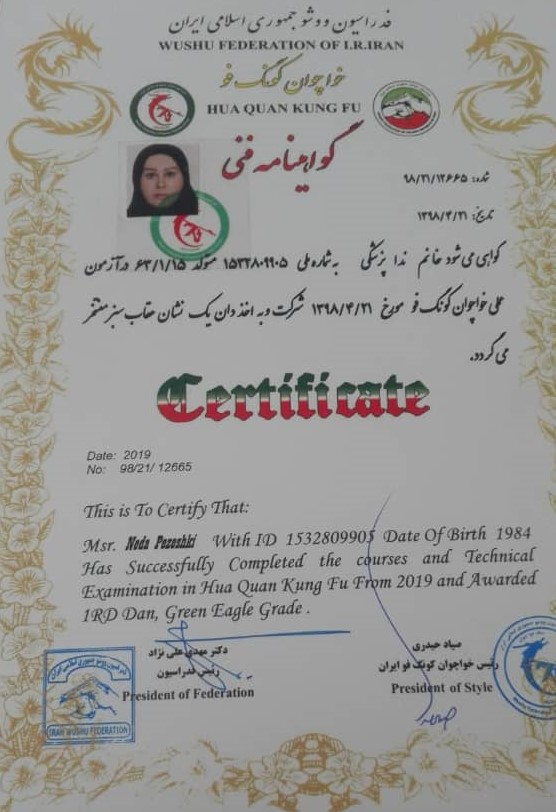 فدراسیون ووشو جمهوری اسلامی ایران
WUSHU FEDERATION OF I.R.IRAN
خواچوان کونگ فو
HUA QUAN KUNG FU
گواهینامه فنی
شماره: ۹۸/۲۱/۱۲۶۶۵
تاریخ: ۱۳۹۸/۴/۲۱
گواهی می شود خانم ندا پزشکی به شماره ملی ۱۵۳۲۸۰۹۹۰۵ متولد ۶۳/۱/۱۵ در آزمون
عملی خواچوان کونگ فو مورخ ۱۳۹۸/۴/۲۱ شرکت و به اخذ دان یک نشان عقاب سبز مفتخر
می گردد.
Certificate
Date: 2019
No: 98/21/ 12665
This is To Certify That:
Msr. Neda Pezeshki With ID 1532809905 Date Of Birth 1984
Has Successfully Completed the courses and Technical
Examination in Hua Quan Kung Fu From 2019 and Awarded
1RD Dan, Green Eagle Grade .
دکتر مهدی علی نژاد
رئیس فدراسیون
President of Federation
صیاد حیدری
رئیس خواچوان کونگ فو ایران
President of Style
IRAN WUSHU FEDERATION